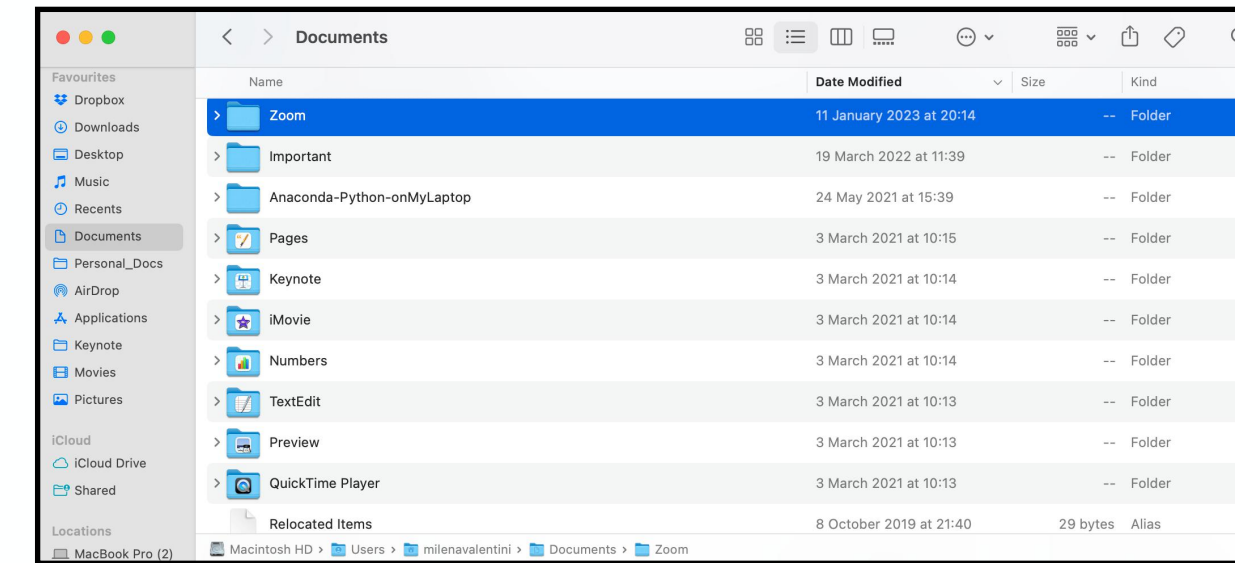 Documents
Favourites
Dropbox
Downloads
Desktop
Music
Recents
Documents
Personal_Docs
AirDrop
Applications
Keynote
Movies
Pictures
iCloud
iCloud Drive
Shared
Locations
MacBook Pro (2)
Name Date Modified Size Kind
Zoom 11 January 2023 at 20:14 -- Folder
Important 19 March 2022 at 11:39 -- Folder
Anaconda-Python-onMyLaptop 24 May 2021 at 15:39 -- Folder
Pages 3 March 2021 at 10:15 -- Folder
Keynote 3 March 2021 at 10:14 -- Folder
iMovie 3 March 2021 at 10:14 -- Folder
Numbers 3 March 2021 at 10:14 -- Folder
TextEdit 3 March 2021 at 10:13 -- Folder
Preview 3 March 2021 at 10:13 -- Folder
QuickTime Player 3 March 2021 at 10:13 -- Folder
Relocated Items 8 October 2019 at 21:40 29 bytes Alias
Macintosh HD > Users > milenavalentini > Documents > Zoom